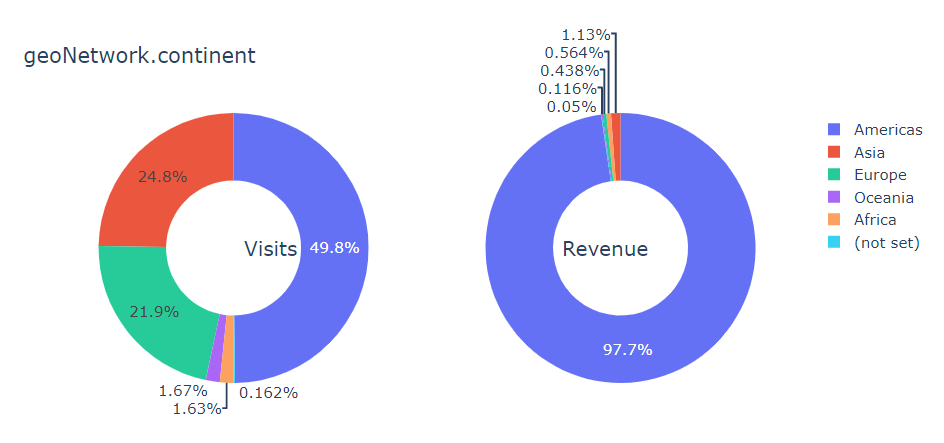 geoNetwork.continent
1.13%
0.564%
0.438%
0.116%
0.05%
24.8%
49.8%
21.9%
1.67%
1.63%
0.162%
Visits
Revenue
97.7%
Americas
Asia
Europe
Oceania
Africa
(not set)